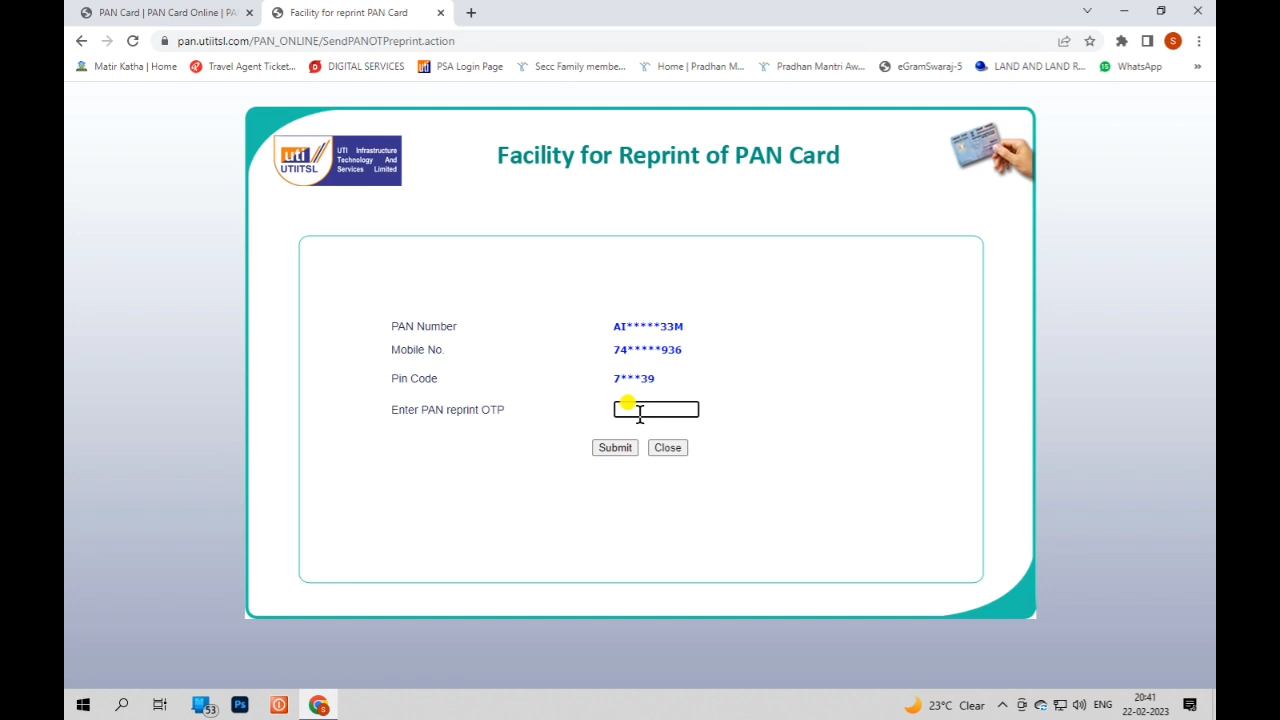 PAN Card | PAN Card Online | PA
Facility for reprint PAN Card
pan.utiitsl.com/PAN_ONLINE/SendPANOTPreprint.action
S
Matir Katha | Home
Travel Agent Ticket...
DIGITAL SERVICES
PSA Login Page
Secc Family membe...
Home | Pradhan M...
Pradhan Mantri Aw...
eGramSwaraj-5
LAND AND LAND R...
WhatsApp
»
uti
UTIITSL
UTI Infrastructure
Technology And
Services Limited
Facility for Reprint of PAN Card
PAN Number AI*****33M
Mobile No. 74*****936
Pin Code 7***39
Enter PAN reprint OTP
Submit Close
53
Ps
23°C Clear
ENG
20:41
22-02-2023